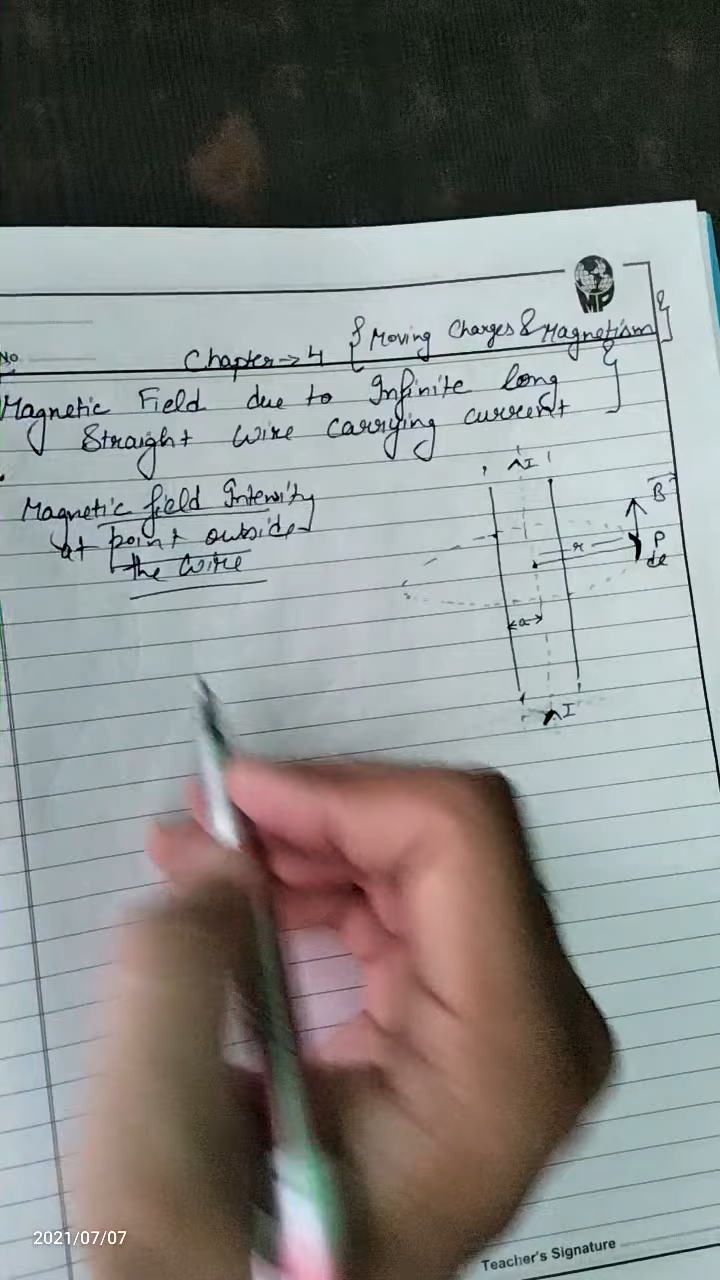 MP
No.
Chapter → 4 { Moving Charges & Magnetism }
Magnetic Field due to Infinite long
Straight wire carrying current
Magnetic field Intensity
at point outside
the wire
I
B
r
P
dl
a
I
2021/07/07
Teacher's Signature